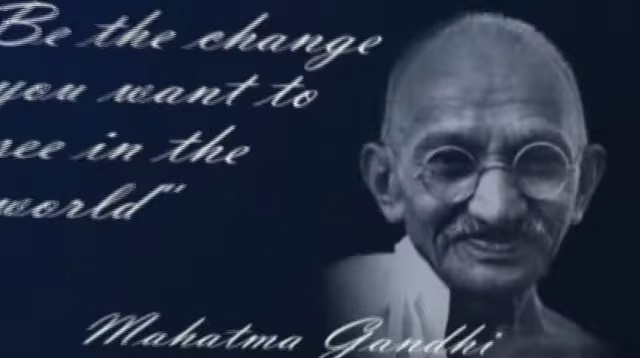 Be the change
you want to
see in the
world"
Mahatma Gandhi